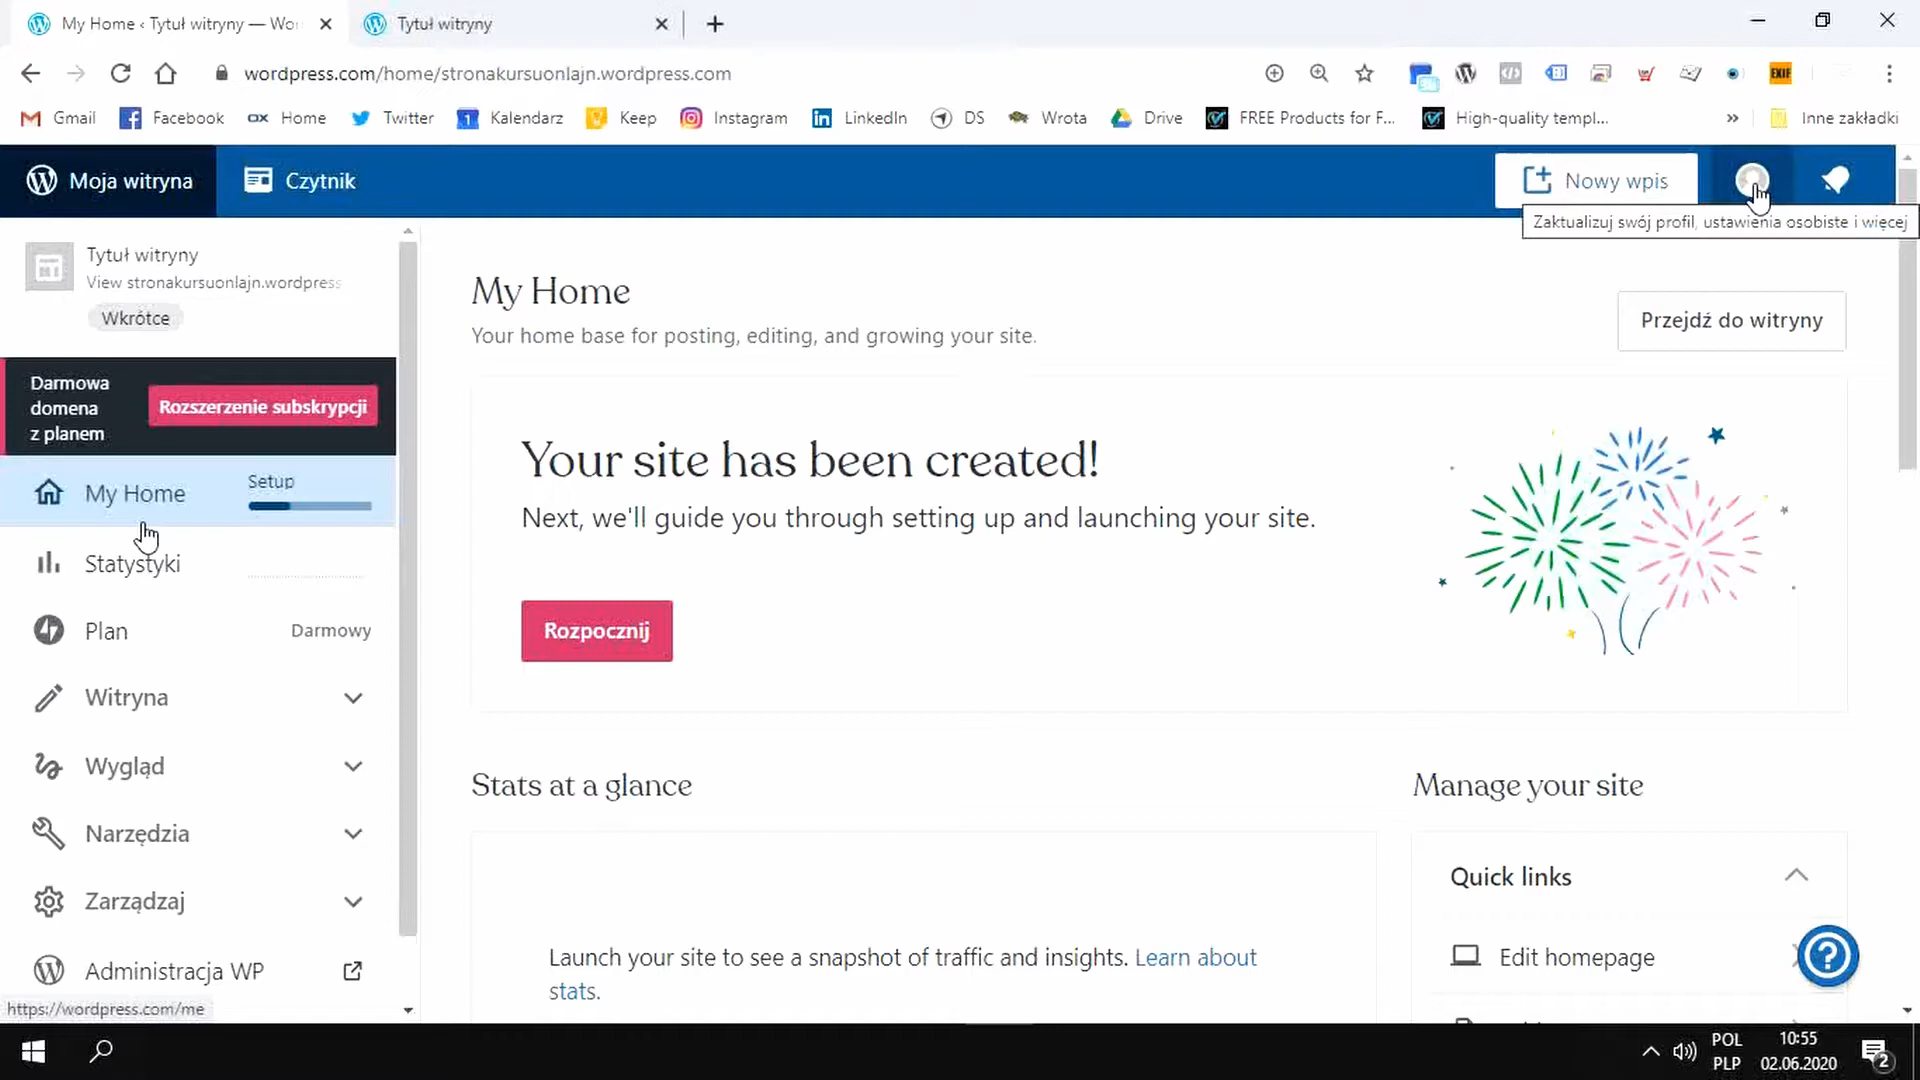 My Home ‹ Tytuł witryny — Wo
Tytuł witryny
wordpress.com/home/stronakursuonlajn.wordpress.com
EXIF
Gmail
Facebook
Home
Twitter
Kalendarz
Keep
Instagram
LinkedIn
DS
Wrota
Drive
FREE Products for F...
High-quality templ...
»
Inne zakładki
Moja witryna
Czytnik
Nowy wpis
Zaktualizuj swój profil, ustawienia osobiste i więcej
Tytuł witryny
View stronakursuonlajn.wordpress
Wkrótce
Darmowa
domena
z planem
Rozszerzenie subskrypcji
My Home
Setup
Statystyki
Plan
Darmowy
Witryna
Wygląd
Narzędzia
Zarządzaj
Administracja WP
https://wordpress.com/me
My Home
Your home base for posting, editing, and growing your site.
Przejdź do witryny
Your site has been created!
Next, we'll guide you through setting up and launching your site.
Rozpocznij
Stats at a glance
Launch your site to see a snapshot of traffic and insights. Learn about
stats.
Manage your site
Quick links
Edit homepage
POL
PLP
10:55
02.06.2020
2